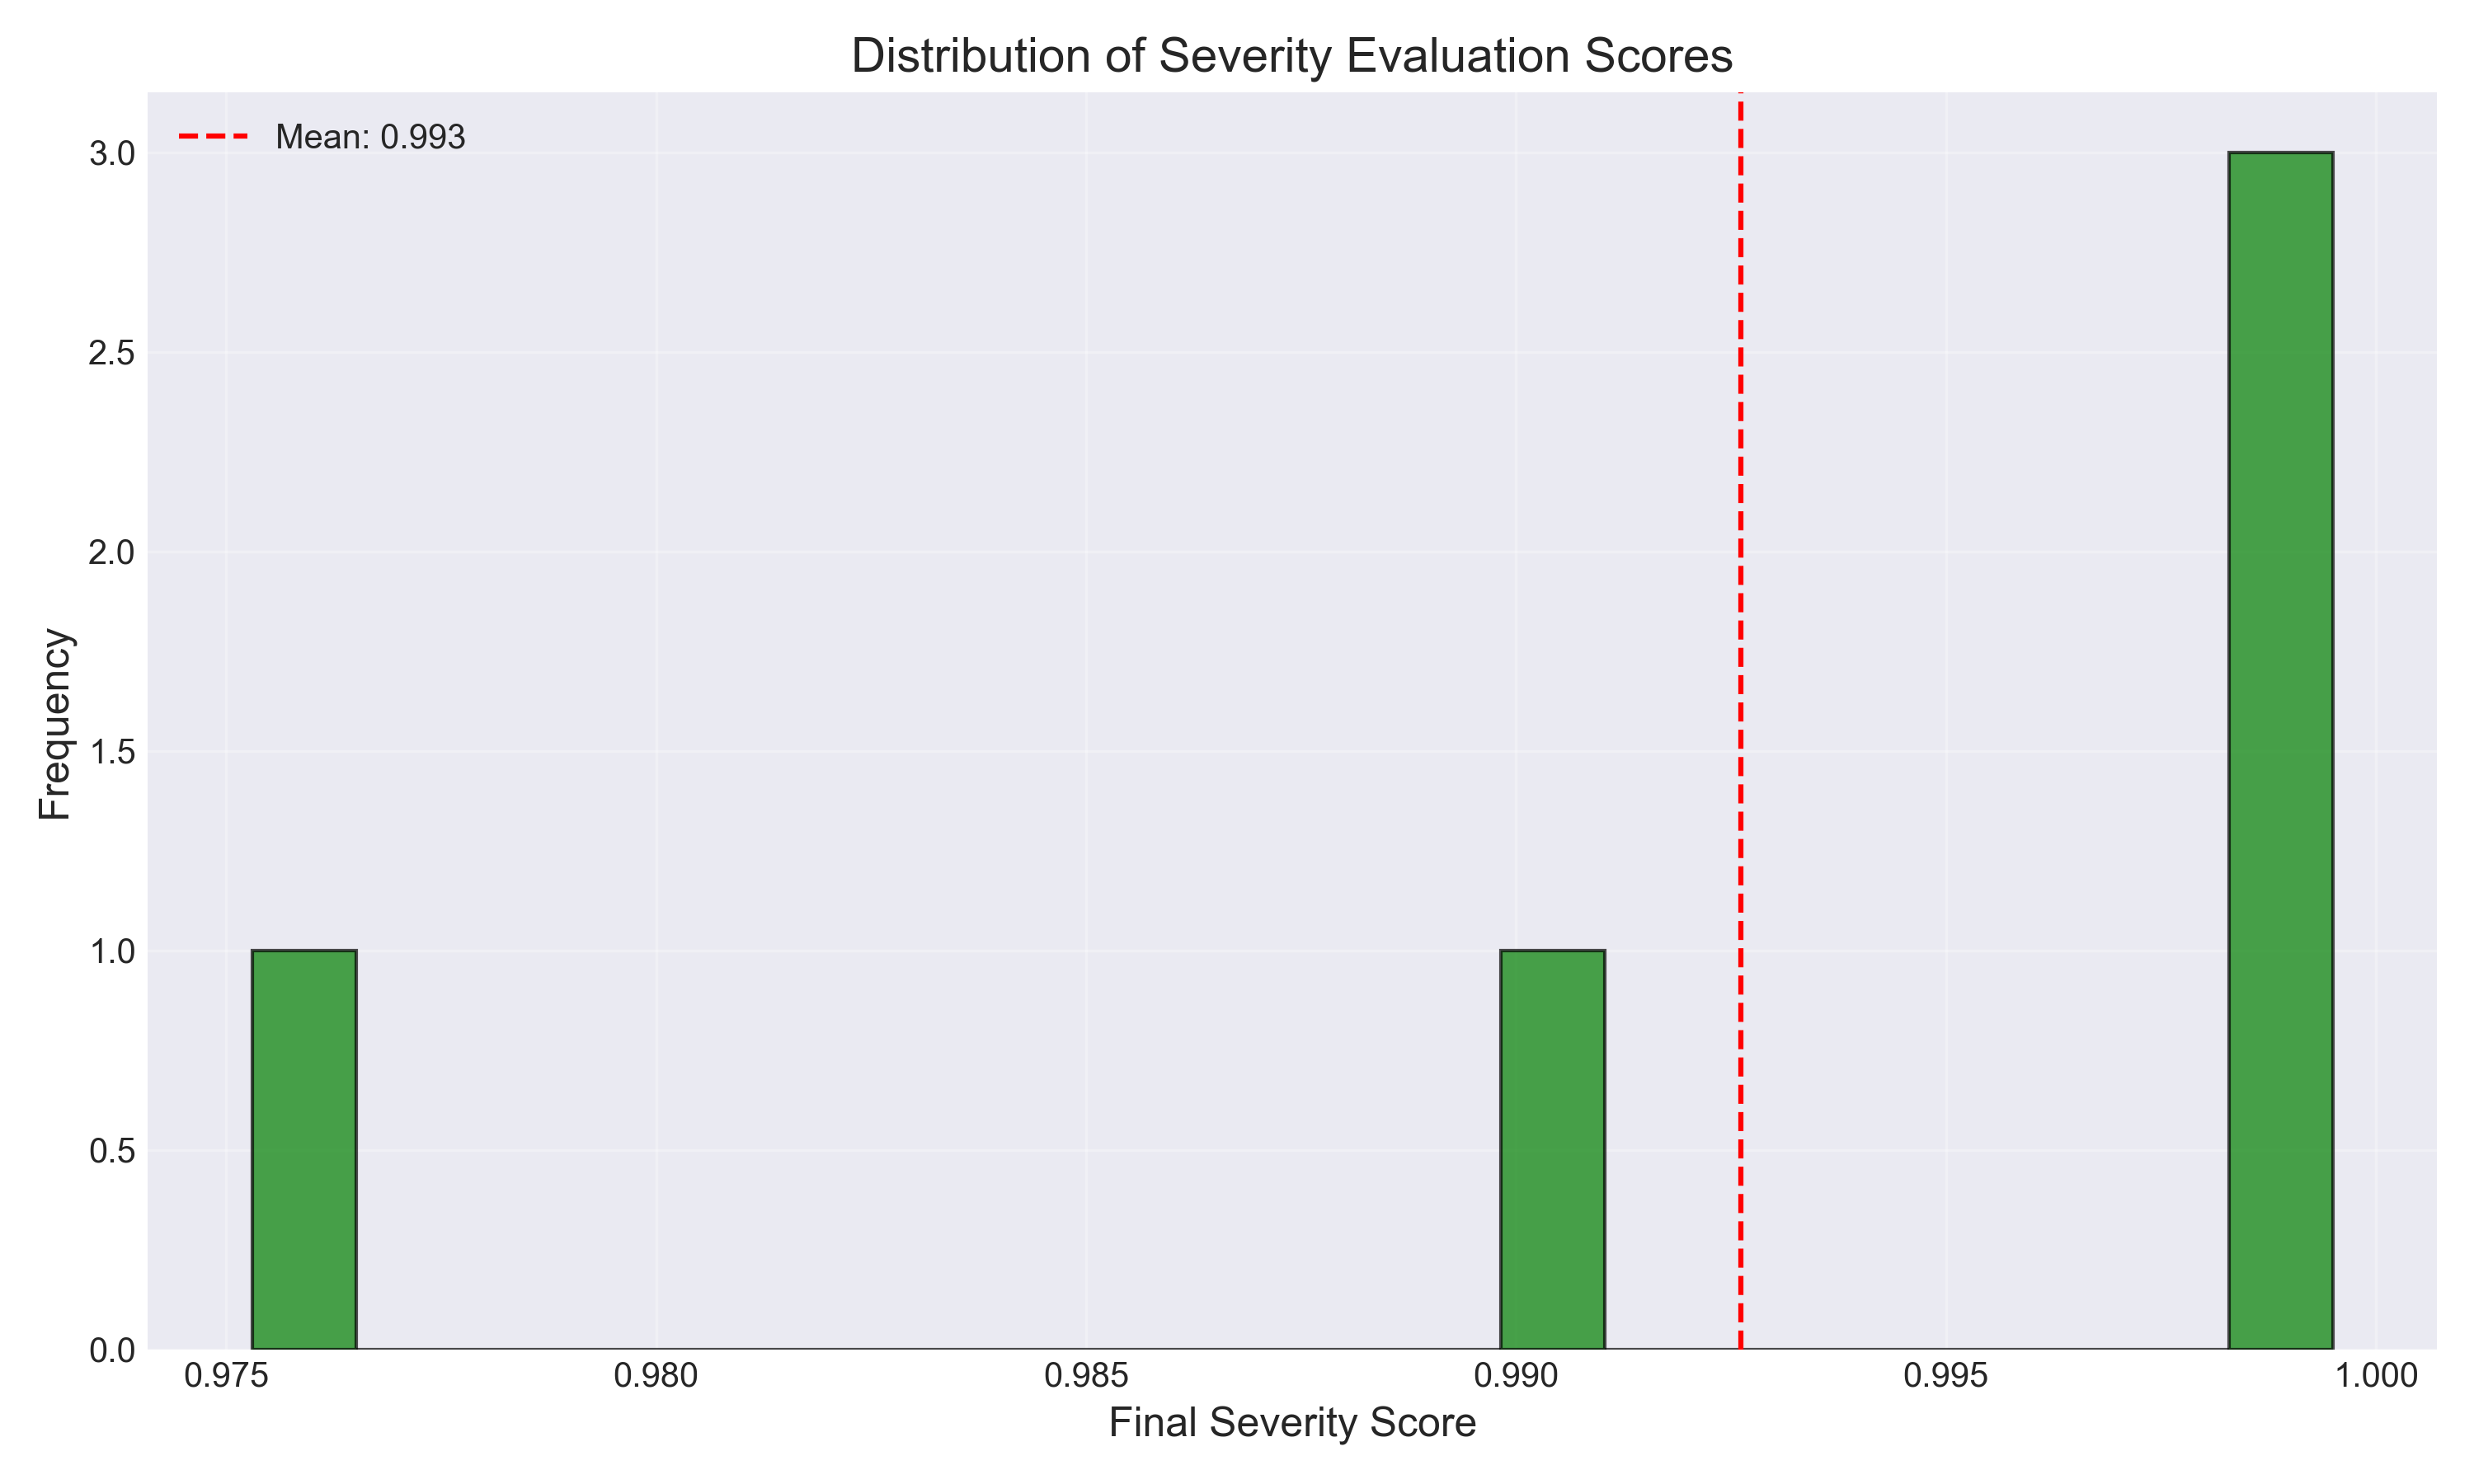 Distribution of Severity Evaluation Scores
Mean: 0.993
3.0
2.5
2.0
1.5
1.0
0.5
0.0
Frequency
0.975 0.980 0.985 0.990 0.995 1.000
Final Severity Score